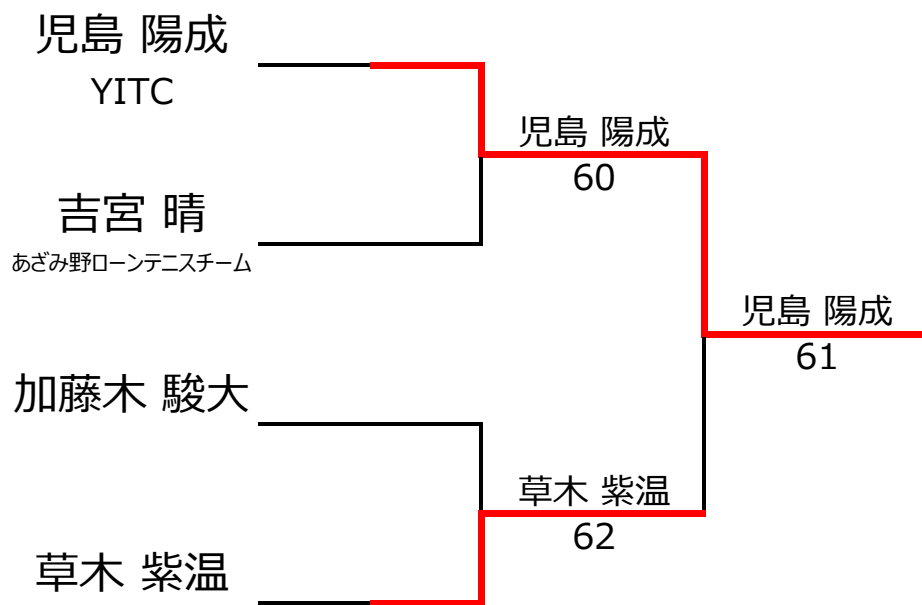 児島 陽成
YITC
吉宮 晴
あざみ野ローンテニスチーム
加藤木 駿大
草木 紫温
児島 陽成
60
草木 紫温
62
児島 陽成
61